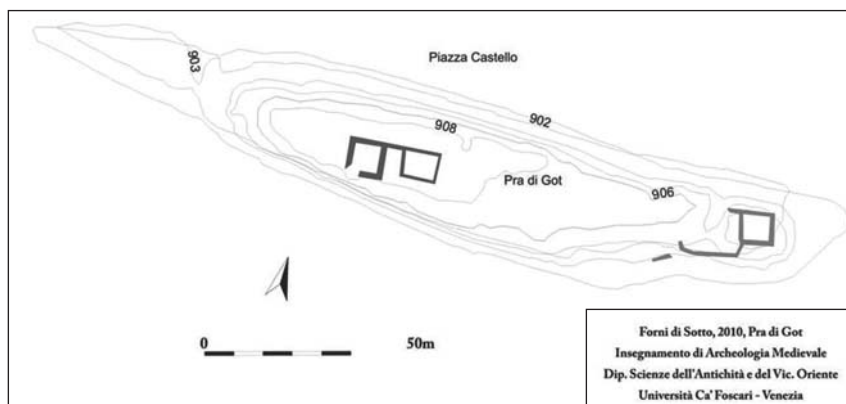 903
Piazza Castello
908
902
Pra di Got
906
0 50m
Forni di Sotto, 2010, Pra di Got
Insegnamento di Archeologia Medievale
Dip. Scienze dell'Antichità e del Vic. Oriente
Università Ca' Foscari - Venezia